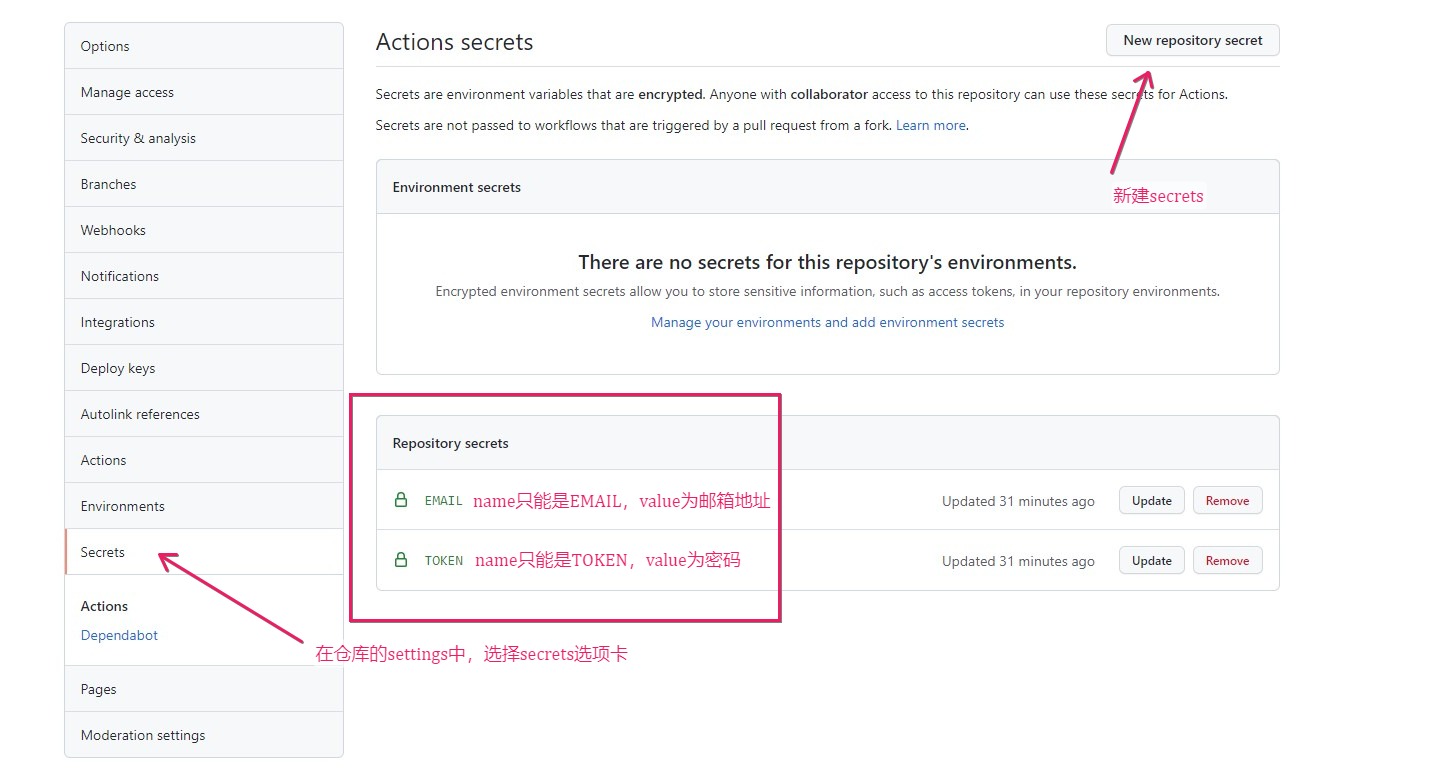 Options
Manage access
Security & analysis
Branches
Webhooks
Notifications
Integrations
Deploy keys
Autolink references
Actions
Environments
Secrets
Actions
Dependabot
Pages
Moderation settings
Actions secrets
New repository secret
Secrets are environment variables that are encrypted. Anyone with collaborator access to this repository can use these secrets for Actions.
Secrets are not passed to workflows that are triggered by a pull request from a fork. Learn more.
新建secrets
Environment secrets
There are no secrets for this repository's environments.
Encrypted environment secrets allow you to store sensitive information, such as access tokens, in your repository environments.
Manage your environments and add environment secrets
Repository secrets
EMAIL name只能是EMAIL，value为邮箱地址 Updated 31 minutes ago Update Remove
TOKEN name只能是TOKEN，value为密码 Updated 31 minutes ago Update Remove
在仓库的settings中，选择secrets选项卡